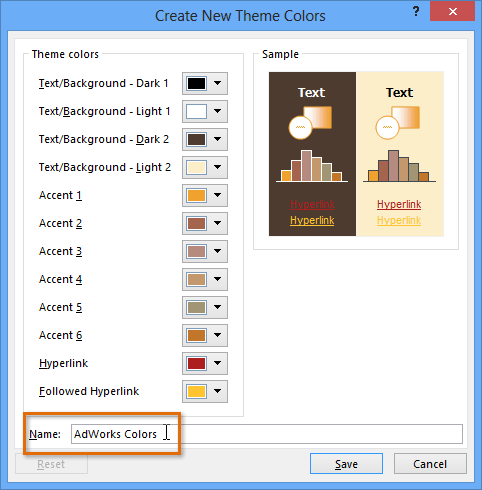 Create New Theme Colors
?
Theme colors
Text/Background - Dark 1
Text/Background - Light 1
Text/Background - Dark 2
Text/Background - Light 2
Accent 1
Accent 2
Accent 3
Accent 4
Accent 5
Accent 6
Hyperlink
Followed Hyperlink
Sample
Text Text
Hyperlink Hyperlink
Hyperlink Hyperlink
Name: AdWorks Colors
Reset Save Cancel